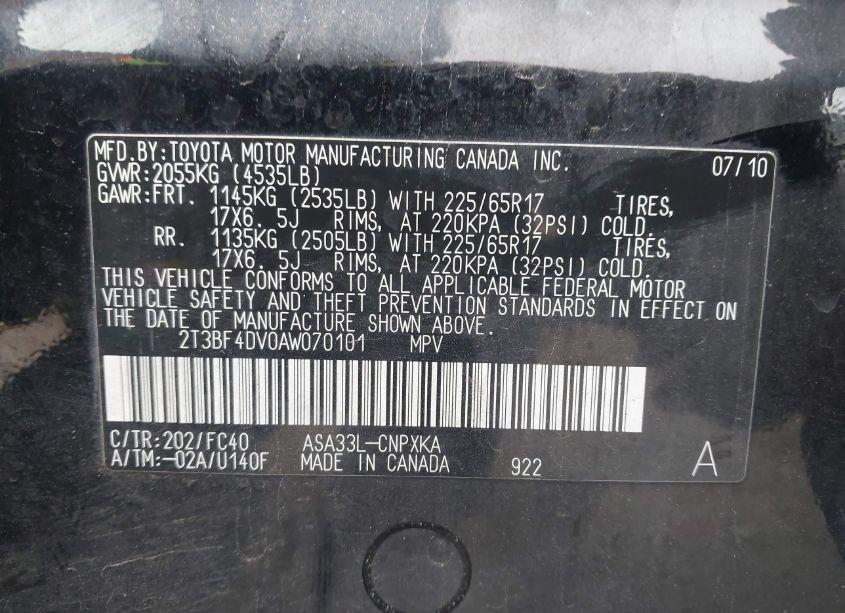 MFD.BY:TOYOTA MOTOR MANUFACTURING CANADA INC. 07/10
GVWR:2055KG (4535LB)
GAWR:FRT. 1145KG (2535LB) WITH 225/65R17 TIRES,
17X6. 5J RIMS, AT 220KPA (32PSI) COLD.
RR. 1135KG (2505LB) WITH 225/65R17 TIRES,
17X6. 5J RIMS, AT 220KPA (32PSI) COLD.
THIS VEHICLE CONFORMS TO ALL APPLICABLE FEDERAL MOTOR
VEHICLE SAFETY AND THEFT PREVENTION STANDARDS IN EFFECT ON
THE DATE OF MANUFACTURE SHOWN ABOVE.
2T3BF4DV0AW070101 MPV
C/TR:202/FC40 ASA33L-CNPXKA
A/TM:-02A/U140F MADE IN CANADA 922 A